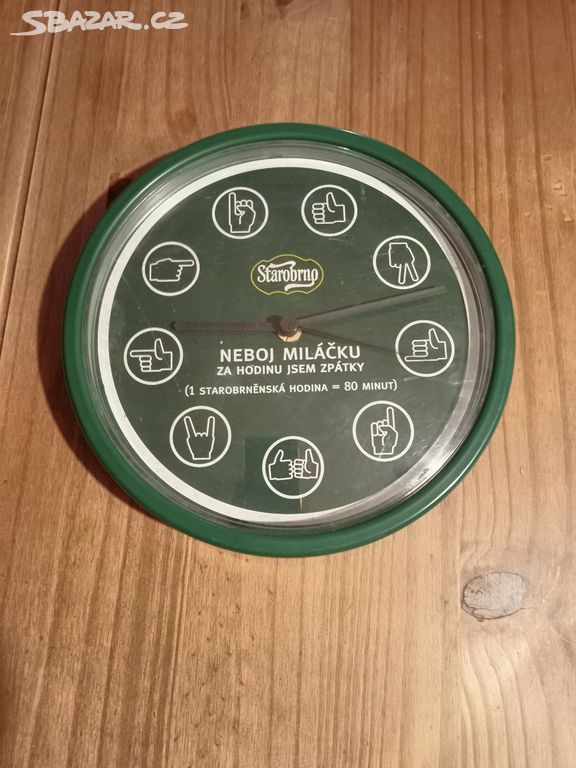 SBAZAR.CZ
Starobrno
NEBOJ MILÁČKU
ZA HODINU JSEM ZPÁTKY
(1 STAROBRNĚNSKÁ HODINA = 80 MINUT)